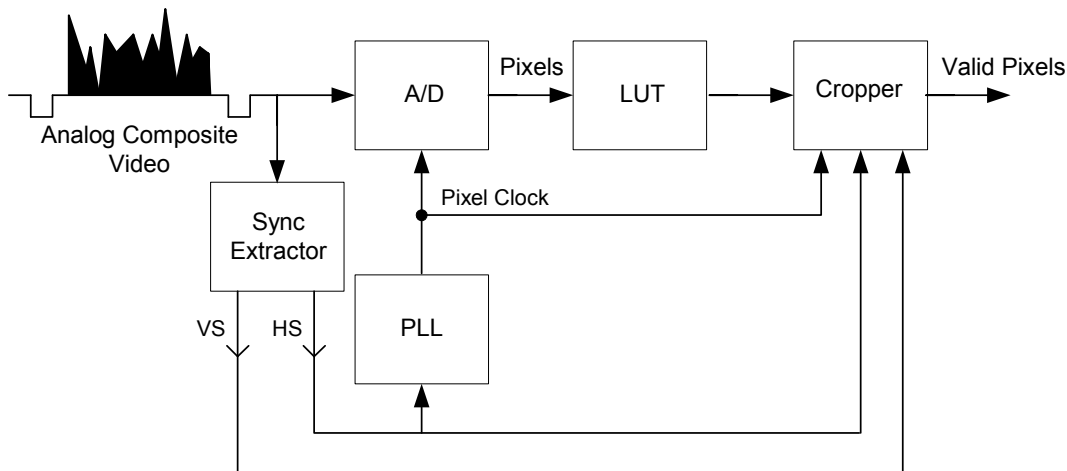 Analog Composite
Video
A/D
Pixels
LUT
Cropper
Valid Pixels
Sync
Extractor
Pixel Clock
VS
HS
PLL